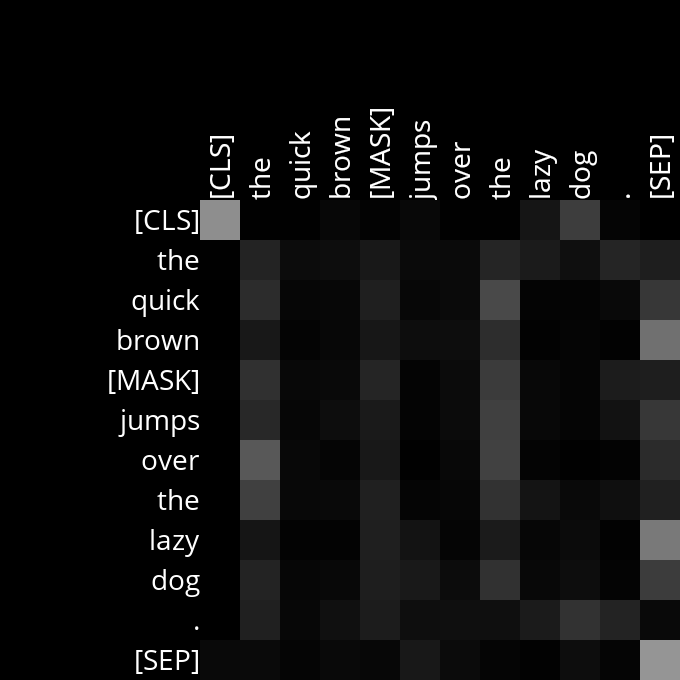 [CLS] the quick brown [MASK] jumps over the lazy dog . [SEP]
[CLS]
the
quick
brown
[MASK]
jumps
over
the
lazy
dog
.
[SEP]